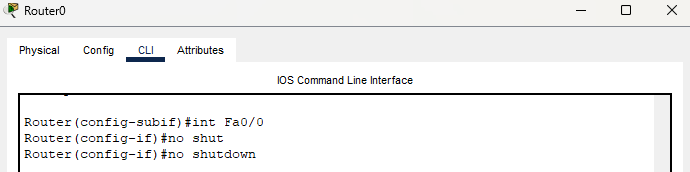 Router0
Physical Config CLI Attributes
IOS Command Line Interface
Router(config-subif)#int Fa0/0
Router(config-if)#no shut
Router(config-if)#no shutdown